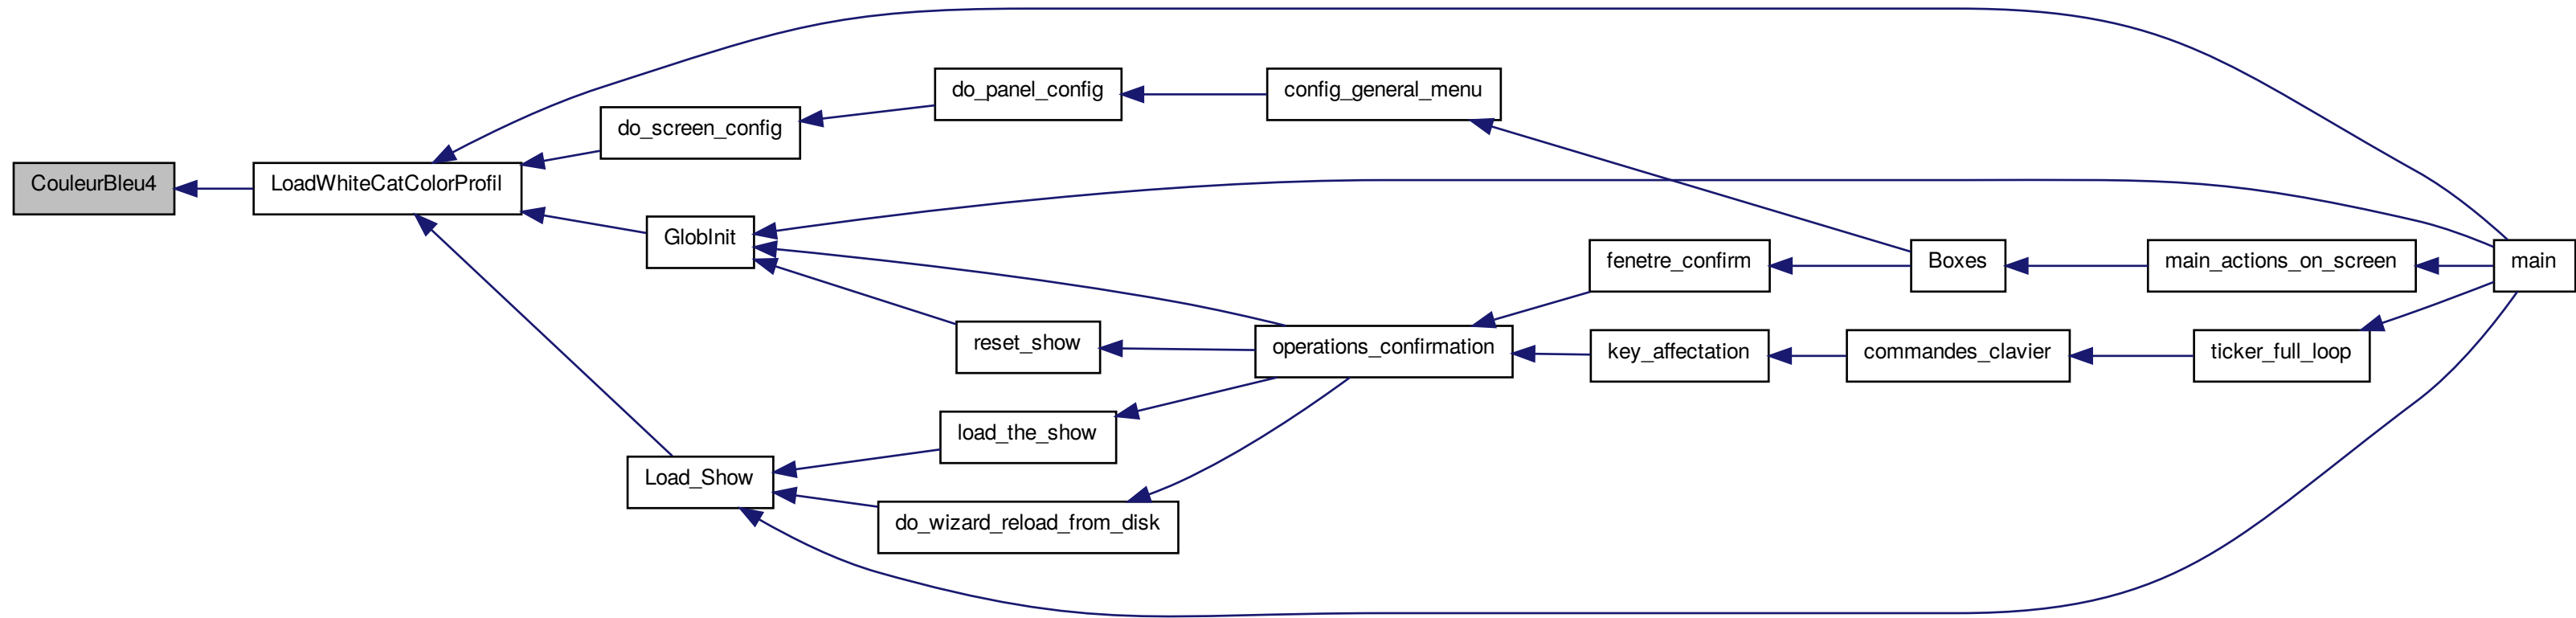 CouleurBleu4
LoadWhiteCatColorProfil
do_screen_config
do_panel_config
config_general_menu
GlobInit
reset_show
operations_confirmation
fenetre_confirm
Boxes
main_actions_on_screen
main
key_affectation
commandes_clavier
ticker_full_loop
load_the_show
Load_Show
do_wizard_reload_from_disk